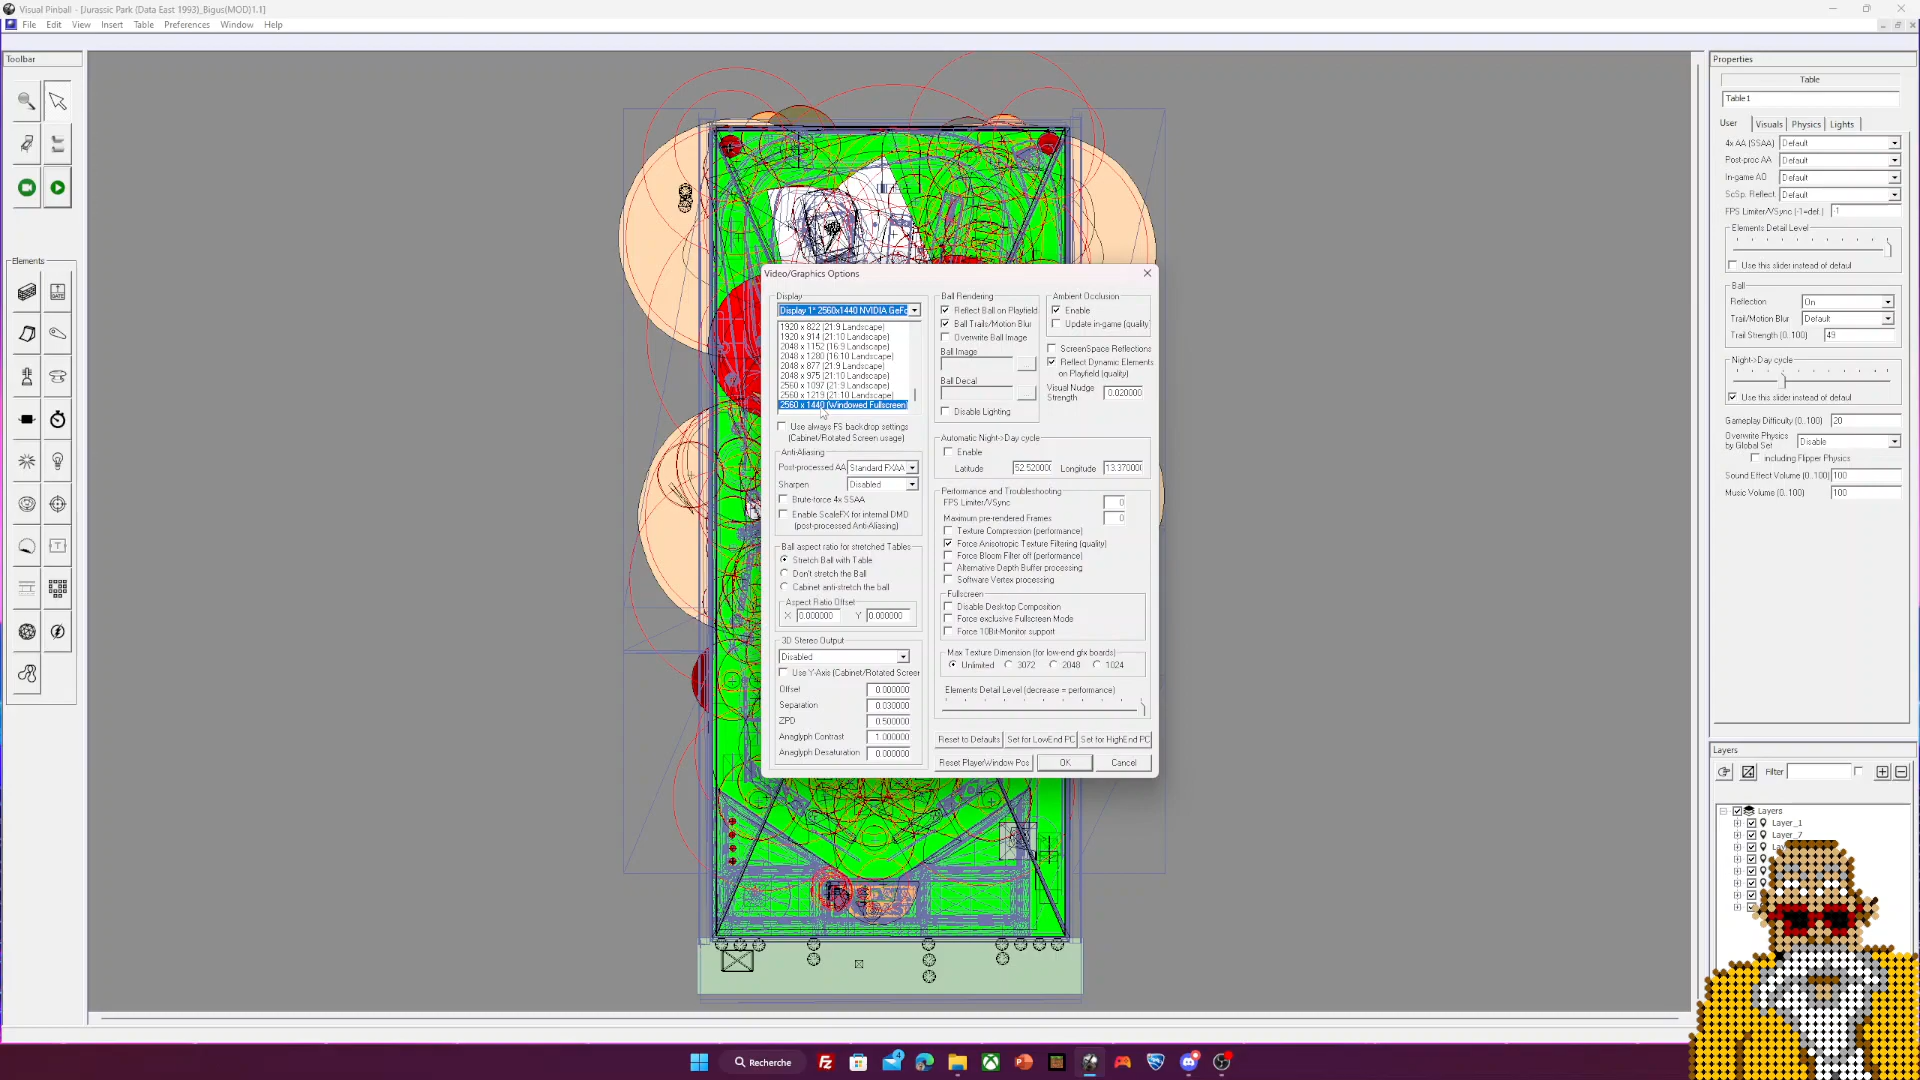 Visual Pinball - [Jurassic Park (Data East 1993)_Bigus(MOD)1.1]
File Edit View Insert Table Preferences Window Help
Toolbar
Elements
Video/Graphics Options
Display
Display 1* 2560x1440 NVIDIA GeFo
1920 x 822 (21:9 Landscape)
1920 x 914 (21:10 Landscape)
2048 x 1152 (16:9 Landscape)
2048 x 1280 (16:10 Landscape)
2048 x 877 (21:9 Landscape)
2048 x 975 (21:10 Landscape)
2560 x 1097 (21:9 Landscape)
2560 x 1219 (21:10 Landscape)
2560 x 1440 (Windowed Fullscreen)
Use always FS backdrop settings
(Cabinet/Rotated Screen usage)
Anti-Aliasing
Post-processed AA Standard FXAA
Sharpen Disabled
Brute-force 4x SSAA
Enable ScaleFX for internal DMD
(post-processed Anti-Aliasing)
Ball aspect ratio for stretched Tables
Stretch Ball with Table
Don't stretch the Ball
Cabinet anti-stretch the ball
Aspect Ratio Offset
X 0.000000 Y 0.000000
3D Stereo Output
Disabled
Use Y-Axis (Cabinet/Rotated Screen
Offset 0.000000
Separation 0.030000
ZPD 0.500000
Anaglyph Contrast 1.000000
Anaglyph Desaturation 0.000000
Ball Rendering
Reflect Ball on Playfield
Ball Trails/Motion Blur
Overwrite Ball Image
Ball Image
...
Ball Decal
...
Disable Lighting
Ambient Occlusion
Enable
Update in-game (quality)
ScreenSpace Reflections
Reflect Dynamic Elements
on Playfield (quality)
Visual Nudge
Strength 0.020000
Automatic Night->Day cycle
Enable
Latitude 52.52000( Longitude 13.37000(
Performance and Troubleshooting
FPS Limiter/VSync 0
Maximum pre-rendered Frames 0
Texture Compression (performance)
Force Anisotropic Texture Filtering (quality)
Force Bloom Filter off (performance)
Alternative Depth Buffer processing
Software Vertex processing
Fullscreen
Disable Desktop Composition
Force exclusive Fullscreen Mode
Force 10Bit-Monitor support
Max Texture Dimension (for low-end gfx boards)
Unlimited 3072 2048 1024
Elements Detail Level (decrease = performance)
Reset to Defaults Set for LowEnd PC Set for HighEnd PC
Reset PlayerWindow Pos OK Cancel
Properties
Table
Table1
User Visuals Physics Lights
4x AA (SSAA) Default
Post-proc AA Default
In-game AO Default
ScSp. Reflect. Default
FPS Limiter/VSync (-1=def.) -1
Elements Detail Level
Use this slider instead of defaul
Ball
Reflection On
Trail/Motion Blur Default
Trail Strength (0..100) 49
Night->Day cycle
Use this slider instead of defaul
Gameplay Difficulty (0..100) 20
Overwrite Physics
by Global Set Disable
including Flipper Physics
Sound Effect Volume (0..100) 100
Music Volume (0..100) 100
Layers
Filter
Layers
Layer_1
Layer_7
Recherche